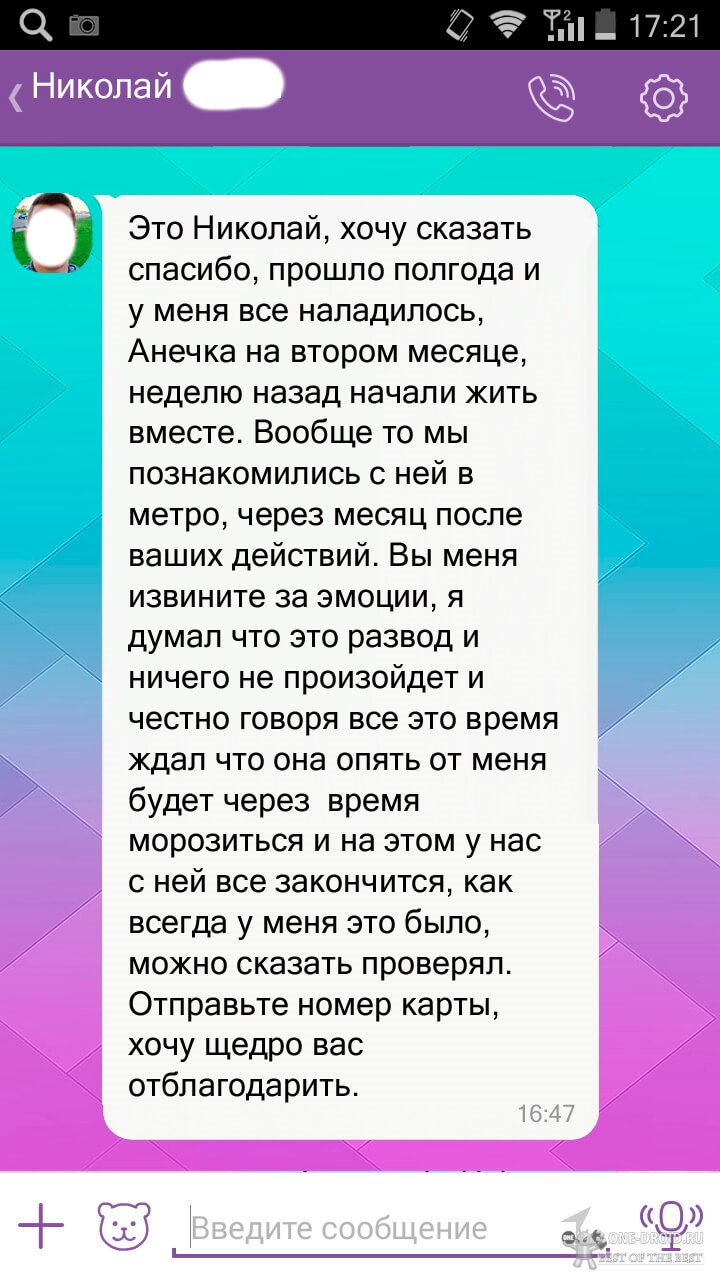 17:21
Николай
Это Николай, хочу сказать
спасибо, прошло полгода и
у меня все наладилось,
Анечка на втором месяце,
неделю назад начали жить
вместе. Вообще то мы
познакомились с ней в
метро, через месяц после
ваших действий. Вы меня
извините за эмоции, я
думал что это развод и
ничего не произойдет и
честно говоря все это время
ждал что она опять от меня
будет через время
морозиться и на этом у нас
с ней все закончится, как
всегда у меня это было,
можно сказать проверял.
Отправьте номер карты,
хочу щедро вас
отблагодарить.
16:47
Введите сообщение
ONE-DROID.RU
BEST OF THE BEST